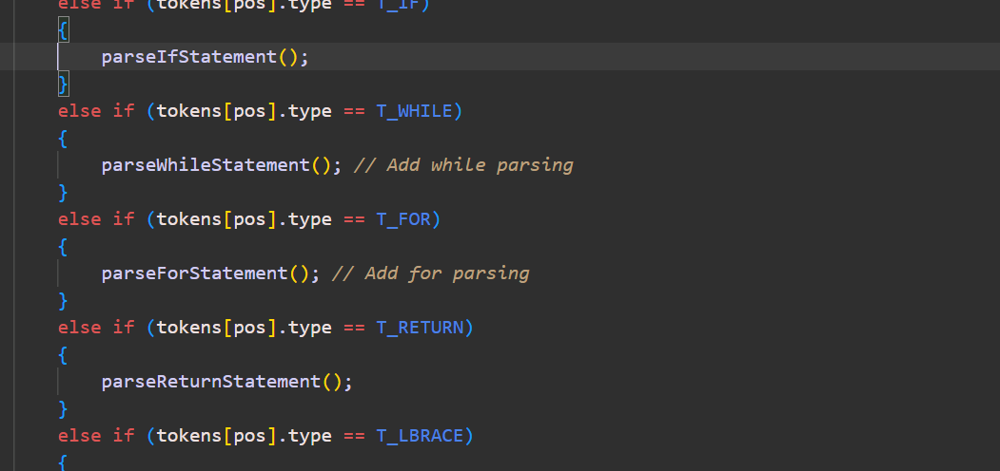 else if (tokens[pos].type == T_IF)
{
parseIfStatement();
}
else if (tokens[pos].type == T_WHILE)
{
parseWhileStatement(); // Add while parsing
}
else if (tokens[pos].type == T_FOR)
{
parseForStatement(); // Add for parsing
}
else if (tokens[pos].type == T_RETURN)
{
parseReturnStatement();
}
else if (tokens[pos].type == T_LBRACE)
{